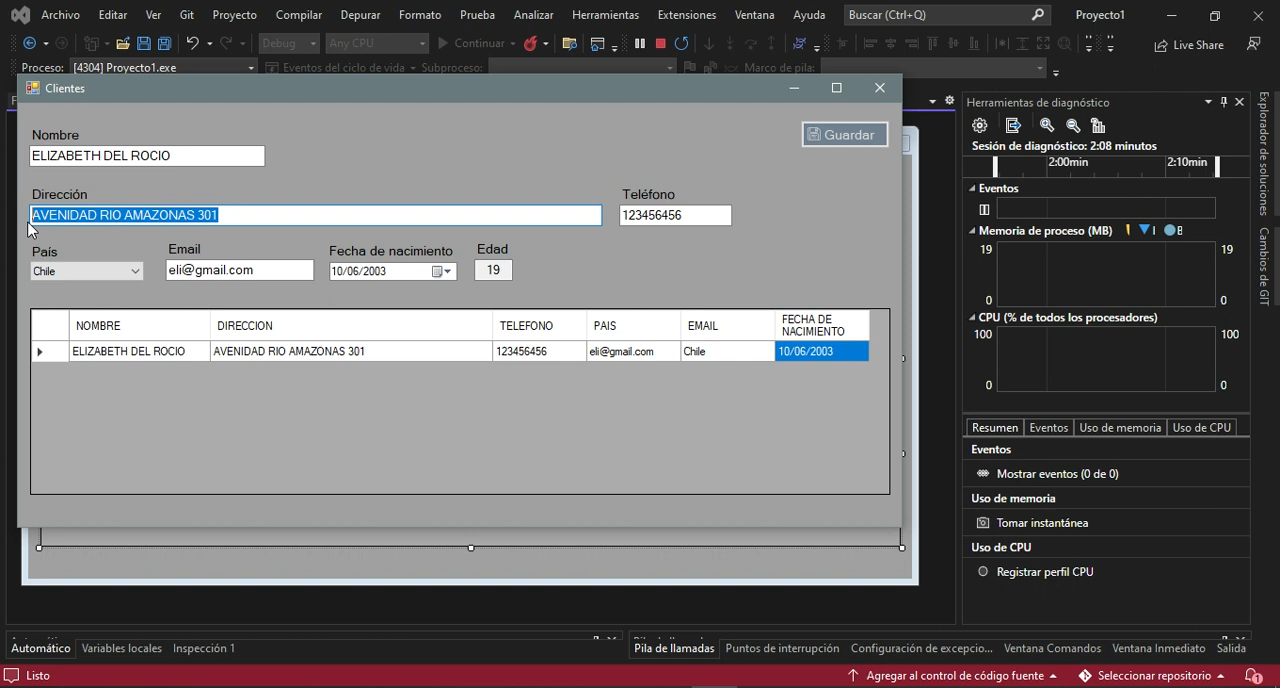 Archivo Editar Ver Git Proyecto Compilar Depurar Formato Prueba Analizar Herramientas Extensiones Ventana Ayuda Buscar (Ctrl+Q) Proyecto1
Debug Any CPU Continuar Live Share
Proceso: [4304] Proyecto1.exe Eventos del ciclo de vida Subproceso: Marco de pila:
Clientes
Nombre
Guardar
ELIZABETH DEL ROCIO
Dirección Teléfono
AVENIDAD RIO AMAZONAS 301 123456456
País Email Fecha de nacimiento Edad
Chile eli@gmail.com 10/06/2003 19
NOMBRE DIRECCION TELEFONO PAIS EMAIL FECHA DE
NACIMIENTO
ELIZABETH DEL ROCIO AVENIDAD RIO AMAZONAS 301 123456456 eli@gmail.com Chile 10/06/2003
Herramientas de diagnóstico
Sesión de diagnóstico: 2:08 minutos
2:00min 2:10min
Eventos
Memoria de proceso (MB) I B
19 19
0 0
CPU (% de todos los procesadores)
100 100
0 0
Resumen Eventos Uso de memoria Uso de CPU
Eventos
Mostrar eventos (0 de 0)
Uso de memoria
Tomar instantánea
Uso de CPU
Registrar perfil CPU
Explorador de soluciones
Cambios de GIT
Automático Variables locales Inspección 1 Pila de llamadas Puntos de interrupción Configuración de excepcio... Ventana Comandos Ventana Inmediato Salida
Listo Agregar al control de código fuente Seleccionar repositorio 1